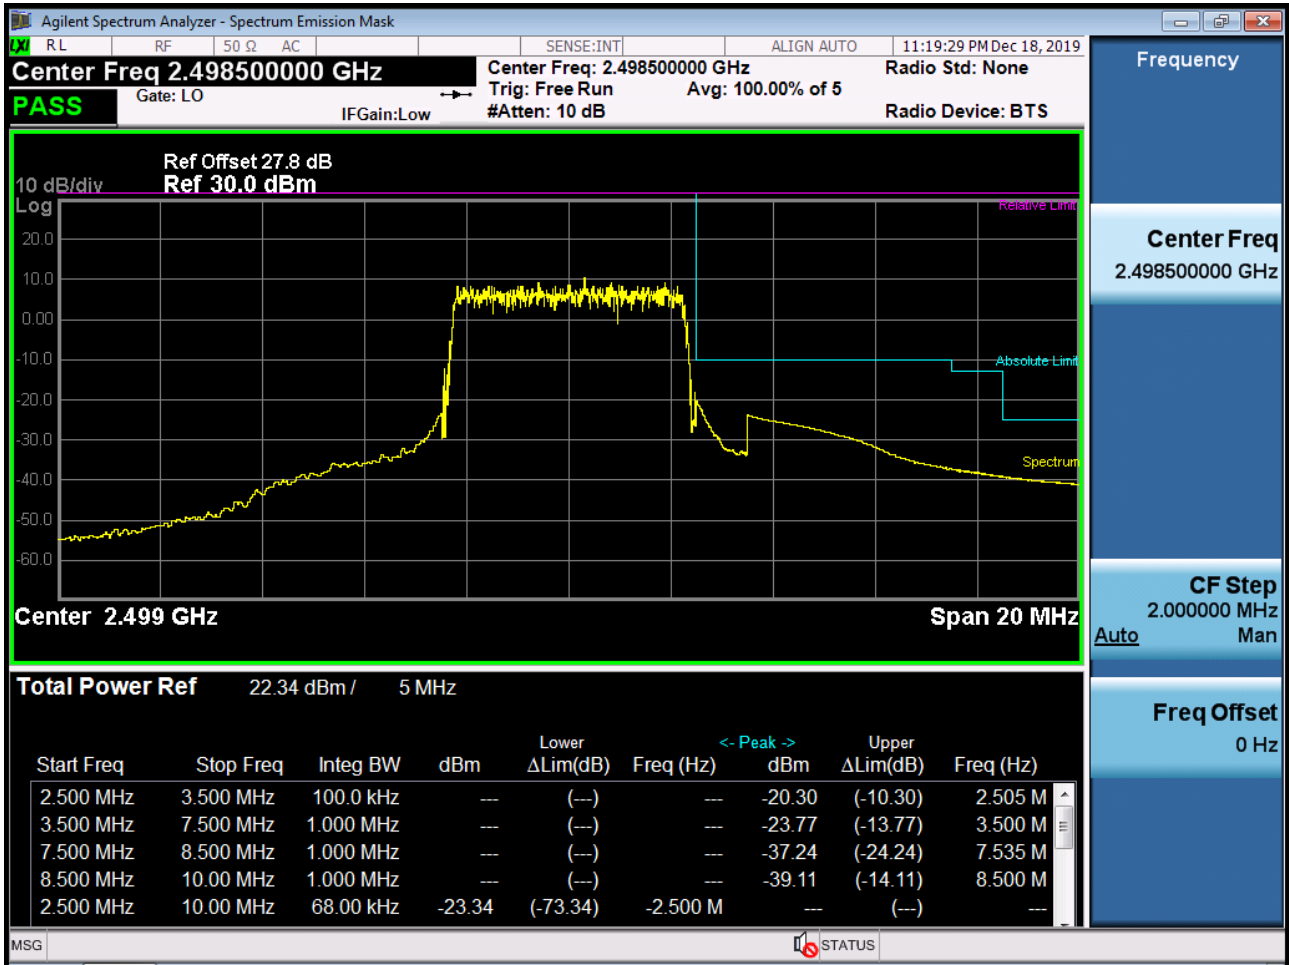 Agilent Spectrum Analyzer - Spectrum Emission Mask
LXI RL RF 50 Ω AC SENSE:INT ALIGN AUTO 11:19:29 PM Dec 18, 2019
Center Freq 2.498500000 GHz
Center Freq: 2.498500000 GHz
Radio Std: None
PASS
Gate: LO
Trig: Free Run
Avg: 100.00% of 5
IFGain:Low
#Atten: 10 dB
Radio Device: BTS
Ref Offset 27.8 dB
10 dB/div
Ref 30.0 dBm
Log
Relative Limit
20.0
10.0
0.00
-10.0
Absolute Limit
-20.0
-30.0
Spectrum
-40.0
-50.0
-60.0
Center 2.499 GHz
Span 20 MHz
Total Power Ref 22.34 dBm / 5 MHz
Lower <- Peak -> Upper
Start Freq Stop Freq Integ BW dBm ΔLim(dB) Freq (Hz) dBm ΔLim(dB) Freq (Hz)
2.500 MHz 3.500 MHz 100.0 kHz --- (---) --- -20.30 (-10.30) 2.505 M
3.500 MHz 7.500 MHz 1.000 MHz --- (---) --- -23.77 (-13.77) 3.500 M
7.500 MHz 8.500 MHz 1.000 MHz --- (---) --- -37.24 (-24.24) 7.535 M
8.500 MHz 10.00 MHz 1.000 MHz --- (---) --- -39.11 (-14.11) 8.500 M
2.500 MHz 10.00 MHz 68.00 kHz -23.34 (-73.34) -2.500 M --- (---) ---
MSG
STATUS
Frequency
Center Freq
2.498500000 GHz
CF Step
2.000000 MHz
Auto Man
Freq Offset
0 Hz